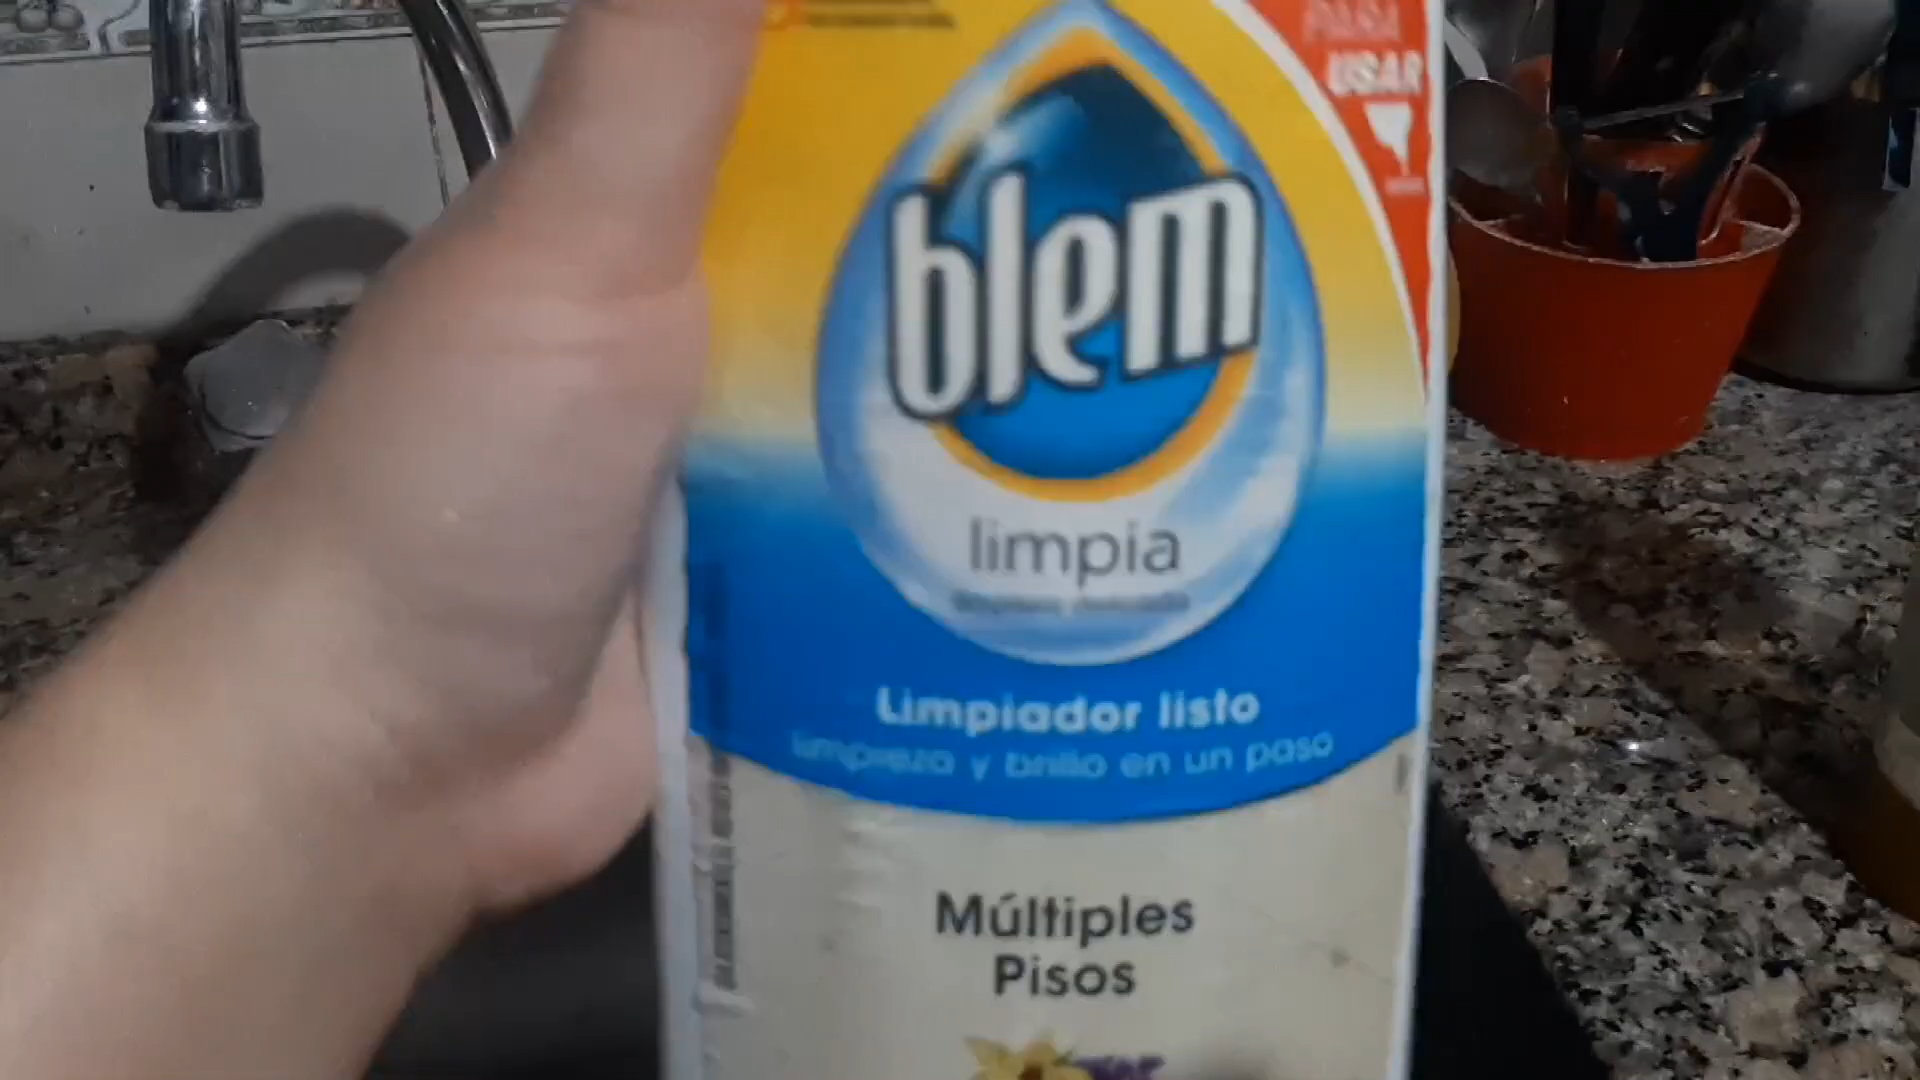 PARA
USAR
blem
limpia
Limpiador listo
limpieza y brillo en un paso
Múltiples
Pisos